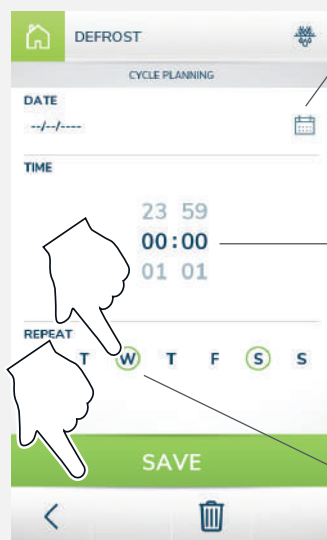 DEFROST
CYCLE PLANNING
DATE
--/--/----
TIME
23 59
00:00
01 01
REPEAT
T W T F S S
SAVE